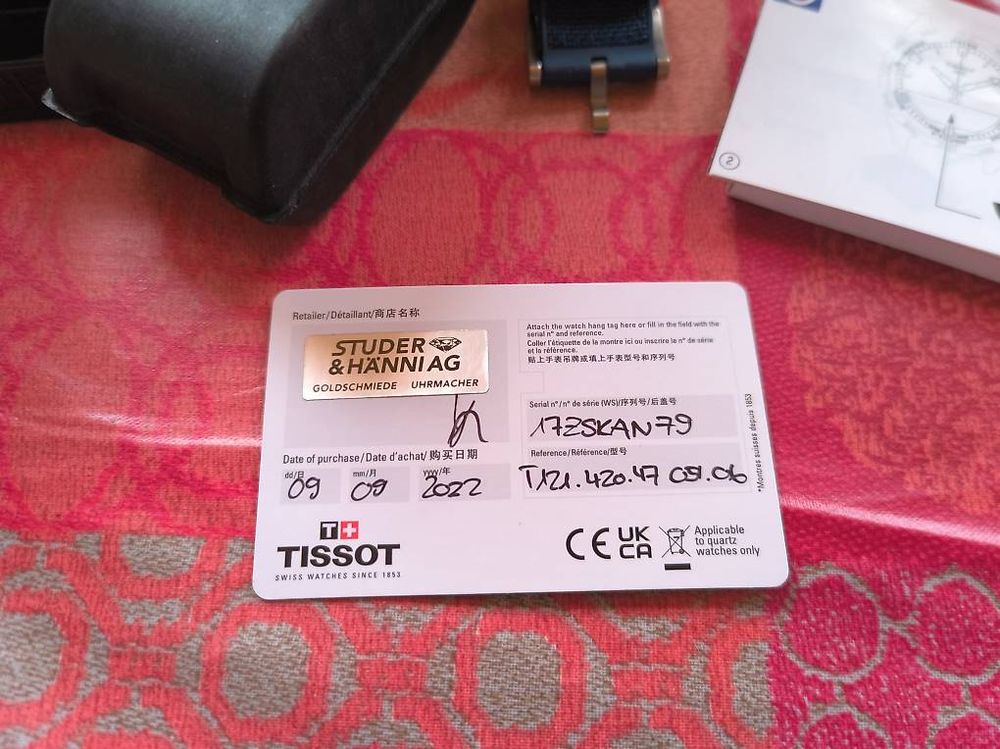 2
Retailer/Détaillant/商店名称
STUDER
& HÄNNI AG
GOLDSCHMIEDE UHRMACHER
Date of purchase/Date d'achat/购买日期
dd/日 mm/月 yyyy/年
09 09 2022
T+
TISSOT
SWISS WATCHES SINCE 1853
Attach the watch hang tag here or fill in the field with the
serial n° and reference.
Coller l'étiquette de la montre ici ou inscrire le n° de série
et la référence.
贴上手表吊牌或填上手表型号和序列号
Serial n°/n° de série (WS)/序列号/后盖号
17ZSKAN79
Reference/Référence/型号
T121.420.47 051.06
CE UK
CA
Applicable
to quartz
watches only
*Montres suisses depuis 1853